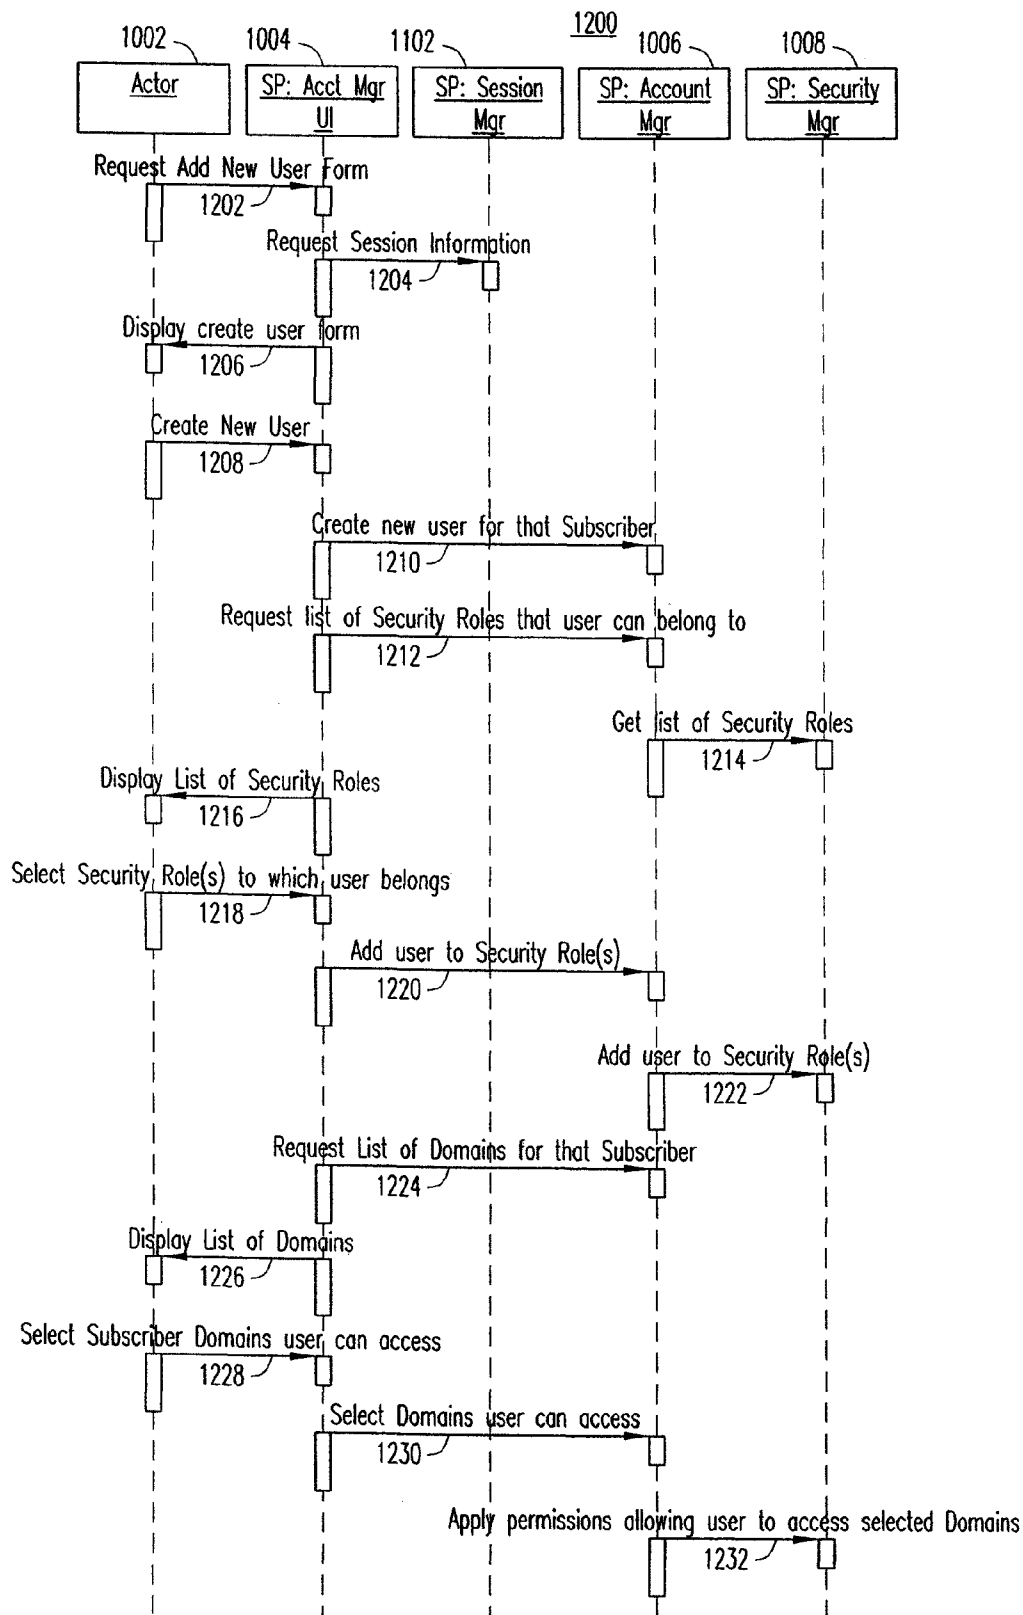 1200
1002
1004
1102
1006
1008
Actor
SP: Acct Mgr
UI
SP: Session
Mgr
SP: Account
Mgr
SP: Security
Mgr
Request Add New User Form
1202
Request Session Information
1204
Display create user form
1206
Create New User
1208
Create new user for that Subscriber
1210
Request list of Security Roles that user can belong to
1212
Get list of Security Roles
1214
Display List of Security Roles
1216
Select Security Role(s) to which user belongs
1218
Add user to Security Role(s)
1220
Add user to Security Role(s)
1222
Request List of Domains for that Subscriber
1224
Display List of Domains
1226
Select Subscriber Domains user can access
1228
Select Domains user can access
1230
Apply permissions allowing user to access selected Domains
1232